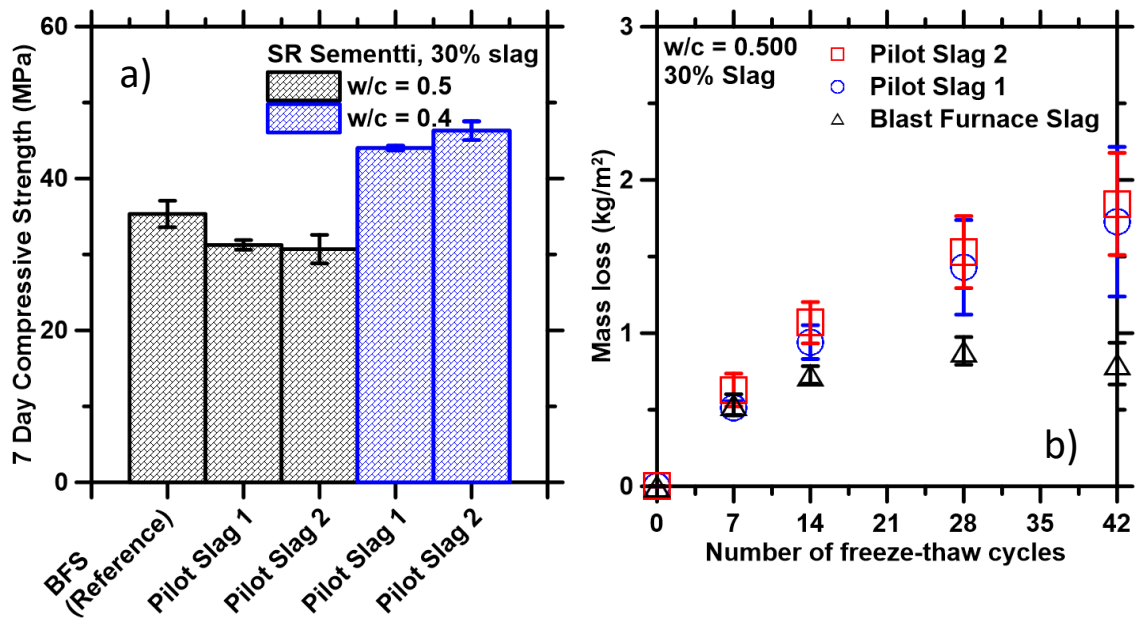 a)
SR Sementti, 30% slag
w/c = 0.5
w/c = 0.4
7 Day Compressive Strength (MPa)
60
40
20
0
BFS
(Reference)
Pilot Slag 1
Pilot Slag 2
Pilot Slag 1
Pilot Slag 2
w/c = 0.500
30% Slag
Pilot Slag 2
Pilot Slag 1
Blast Furnace Slag
b)
Mass loss (kg/m²)
3
2
1
0
0 7 14 21 28 35 42
Number of freeze-thaw cycles